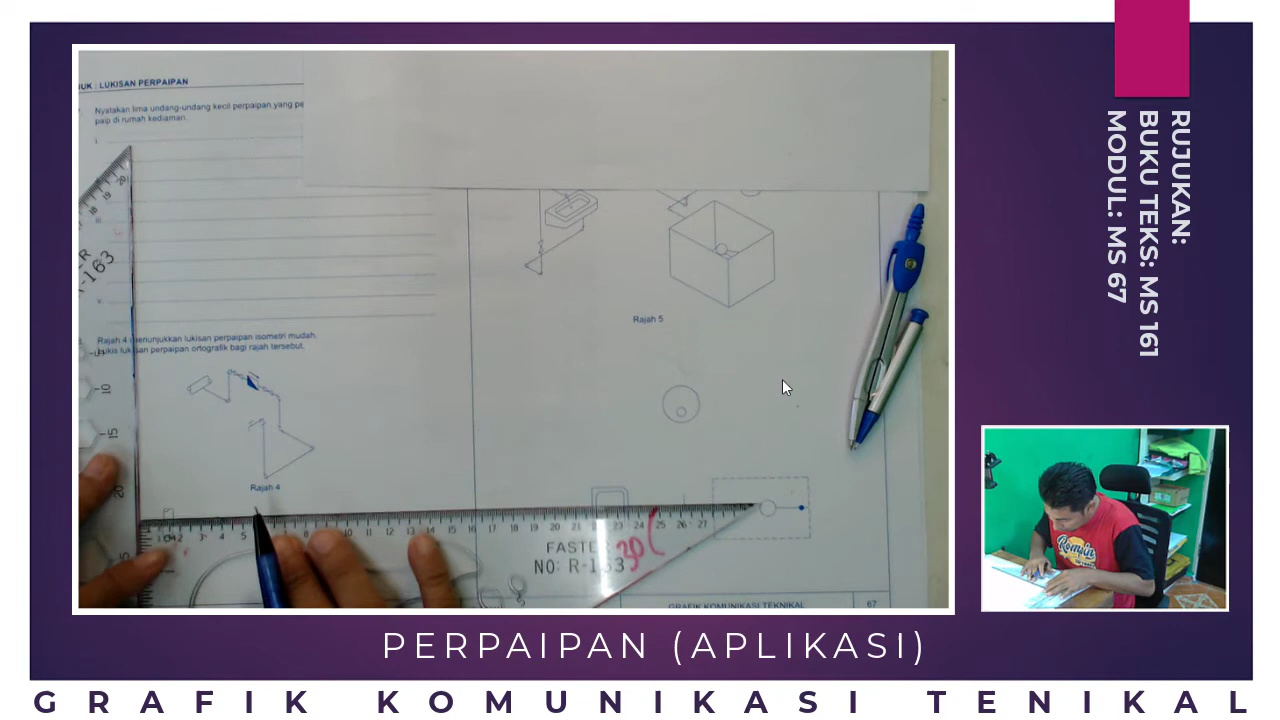 UK : LUKISAN PERPAIPAN
Nyatakan lima undang-undang kecil perpaipan yang pe
paip di rumah kediaman.
Rajah 4 menunjukkan lukisan perpaipan isometri mudah.
lukisan perpaipan ortografik bagi rajah tersebut.
Rajah 4
Rajah 5
FASTE
NO: R-163
30
GRAFIK KOMUNIKASI TEKNIKAL
67
RUJUKAN:
BUKU TEKS: MS 161
MODUL: MS 67
PERPAIPAN (APLIKASI)
GRAFIK KOMUNIKASI TENIKAL